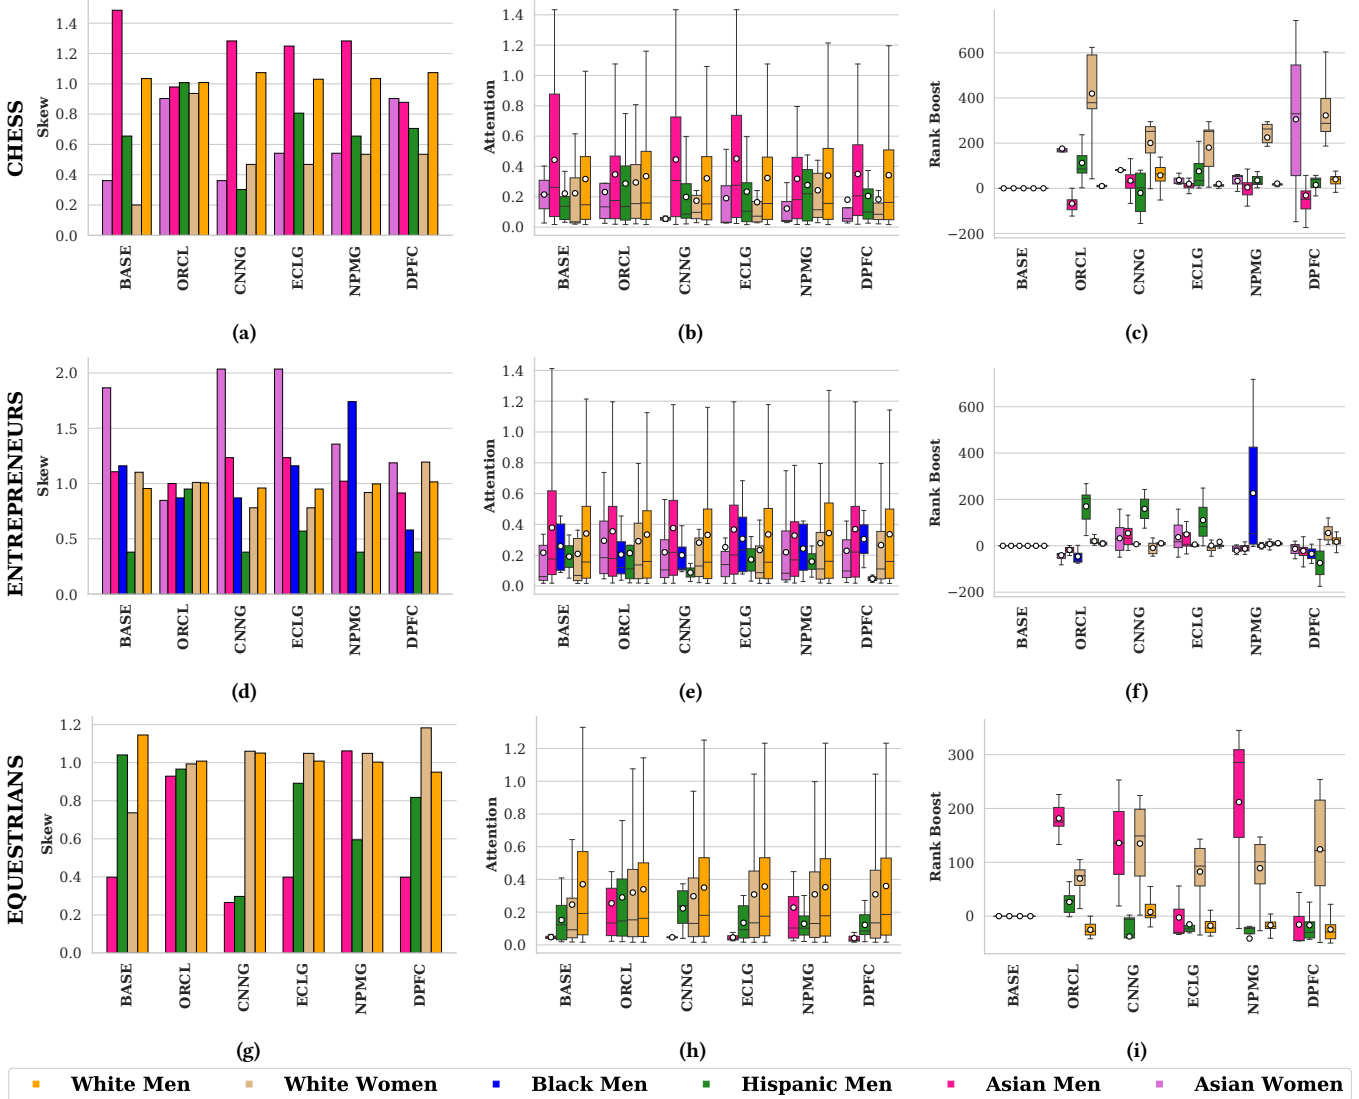 CHESS
Skew
1.4
1.2
1.0
0.8
0.6
0.4
0.2
0.0
BASE ORCL CNNG ECLG NPMG DPFC
(a)
Attention
1.4
1.2
1.0
0.8
0.6
0.4
0.2
0.0
BASE ORCL CNNG ECLG NPMG DPFC
(b)
Rank Boost
600
400
200
0
−200
BASE ORCL CNNG ECLG NPMG DPFC
(c)
ENTREPRENEURS
Skew
2.0
1.5
1.0
0.5
0.0
BASE ORCL CNNG ECLG NPMG DPFC
(d)
Attention
1.4
1.2
1.0
0.8
0.6
0.4
0.2
0.0
BASE ORCL CNNG ECLG NPMG DPFC
(e)
Rank Boost
600
400
200
0
−200
BASE ORCL CNNG ECLG NPMG DPFC
(f)
EQUESTRIANS
Skew
1.2
1.0
0.8
0.6
0.4
0.2
0.0
BASE ORCL CNNG ECLG NPMG DPFC
(g)
Attention
1.2
1.0
0.8
0.6
0.4
0.2
0.0
BASE ORCL CNNG ECLG NPMG DPFC
(h)
Rank Boost
300
200
100
0
BASE ORCL CNNG ECLG NPMG DPFC
(i)
White Men White Women Black Men Hispanic Men Asian Men Asian Women